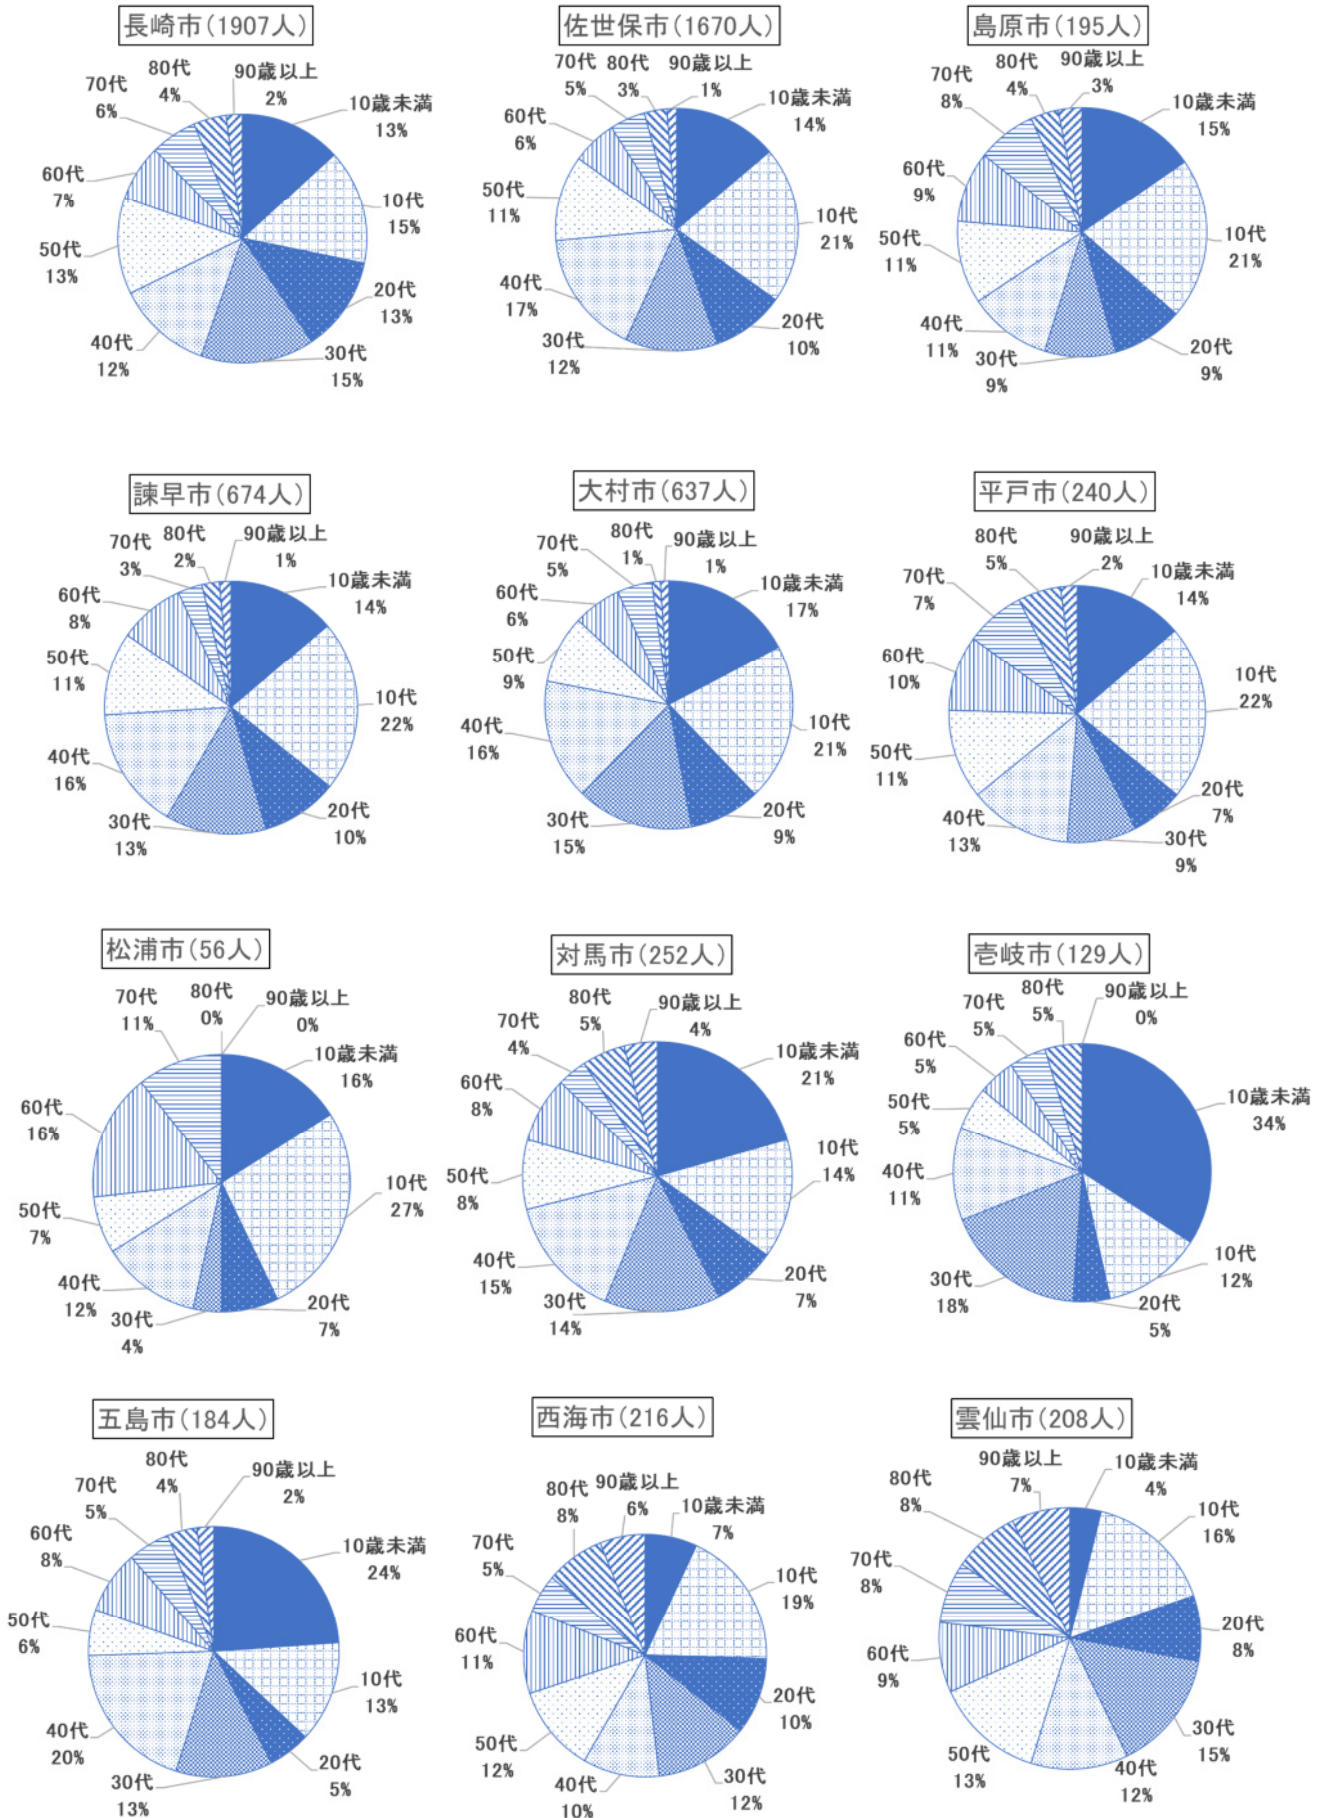 長崎市(1907人)
90歳以上
2%
10歳未満
13%
10代
15%
20代
13%
30代
15%
40代
12%
50代
13%
60代
7%
70代
6%
80代
4%
佐世保市(1670人)
90歳以上
1%
10歳未満
14%
10代
21%
20代
10%
30代
12%
40代
17%
50代
11%
60代
6%
70代
5%
80代
3%
島原市(195人)
90歳以上
3%
10歳未満
15%
10代
21%
20代
9%
30代
9%
40代
11%
50代
11%
60代
9%
70代
8%
80代
4%
諫早市(674人)
90歳以上
1%
10歳未満
14%
10代
22%
20代
10%
30代
13%
40代
16%
50代
11%
60代
8%
70代
3%
80代
2%
大村市(637人)
90歳以上
1%
10歳未満
17%
10代
21%
20代
9%
30代
15%
40代
16%
50代
9%
60代
6%
70代
5%
80代
1%
平戸市(240人)
90歳以上
2%
10歳未満
14%
10代
22%
20代
7%
30代
9%
40代
13%
50代
11%
60代
10%
70代
7%
80代
5%
松浦市(56人)
90歳以上
0%
10歳未満
16%
10代
27%
20代
7%
30代
4%
40代
12%
50代
7%
60代
16%
70代
11%
80代
0%
対馬市(252人)
90歳以上
4%
10歳未満
21%
10代
14%
20代
7%
30代
14%
40代
15%
50代
8%
60代
8%
70代
4%
80代
5%
壱岐市(129人)
90歳以上
0%
10歳未満
34%
10代
12%
20代
5%
30代
18%
40代
11%
50代
5%
60代
5%
70代
5%
80代
5%
五島市(184人)
90歳以上
2%
10歳未満
24%
10代
13%
20代
5%
30代
13%
40代
20%
50代
6%
60代
8%
70代
5%
80代
4%
西海市(216人)
90歳以上
6%
10歳未満
7%
10代
19%
20代
10%
30代
12%
40代
10%
50代
12%
60代
11%
70代
5%
80代
8%
雲仙市(208人)
90歳以上
7%
10歳未満
4%
10代
16%
20代
8%
30代
15%
40代
12%
50代
13%
60代
9%
70代
8%
80代
8%